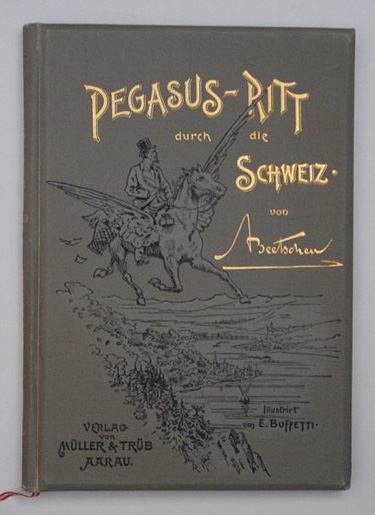 PEGASUS-RITT
durch die
SCHWEIZ.
von
A. Beetschen
Illustriert
von E. BUFFETTI.
VERLAG
von
MÜLLER & TRÜB
AARAU.